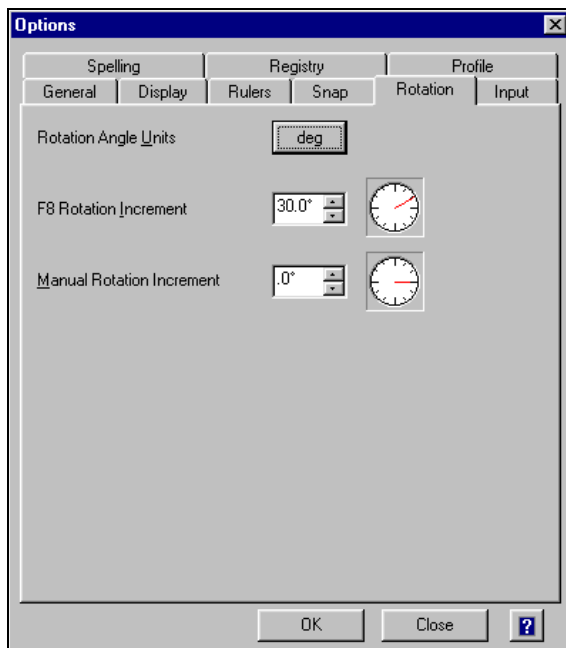 Options
Spelling Registry Profile
General Display Rulers Snap Rotation Input
Rotation Angle Units deg
F8 Rotation Increment 30.0°
Manual Rotation Increment .0°
OK Close ?